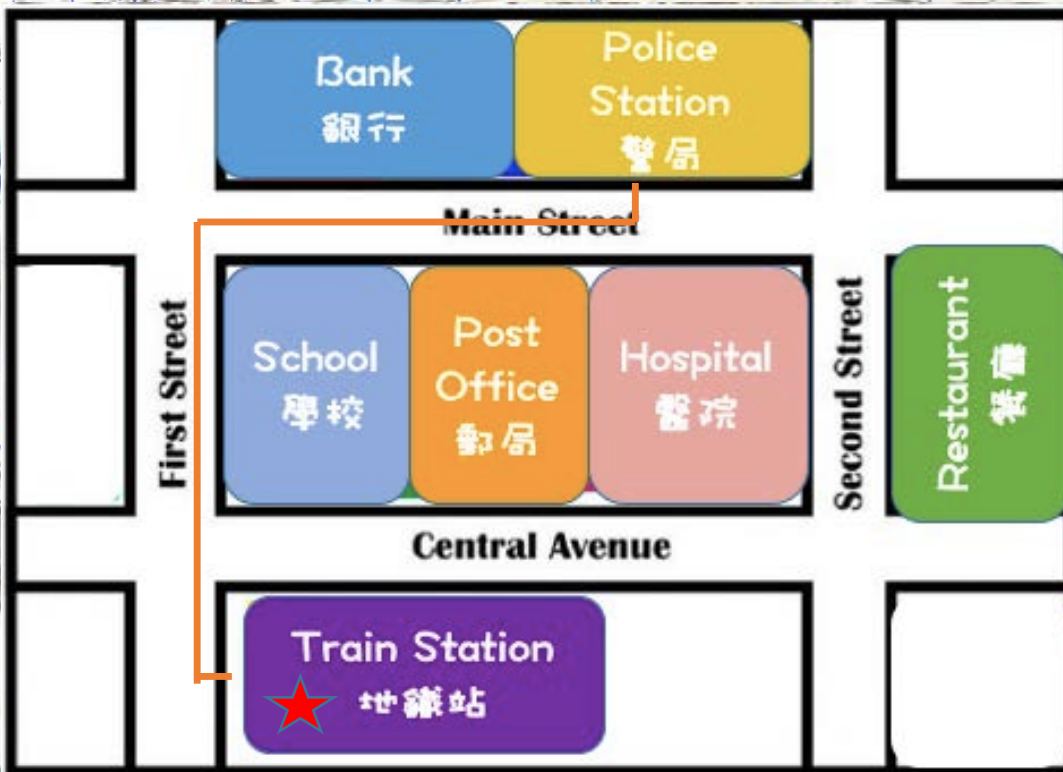 Bank
銀行
Police
Station
警局
Main Street
First Street
School
學校
Post
Office
郵局
Hospital
醫院
Second Street
Restaurant
餐廳
Central Avenue
Train Station
地鐵站